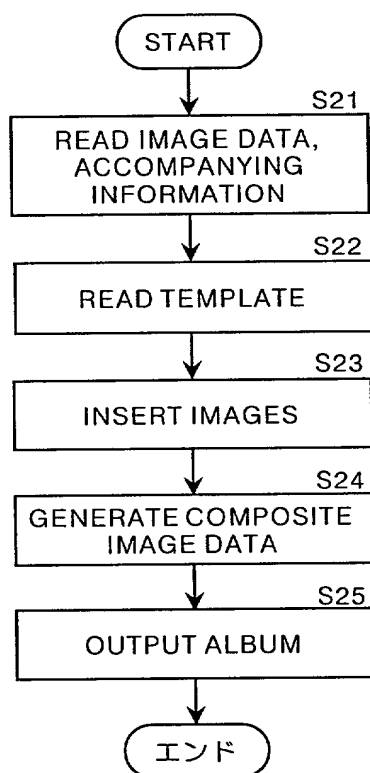 START
S21
READ IMAGE DATA,
ACCOMPANYING
INFORMATION
S22
READ TEMPLATE
S23
INSERT IMAGES
S24
GENERATE COMPOSITE
IMAGE DATA
S25
OUTPUT ALBUM
エンド